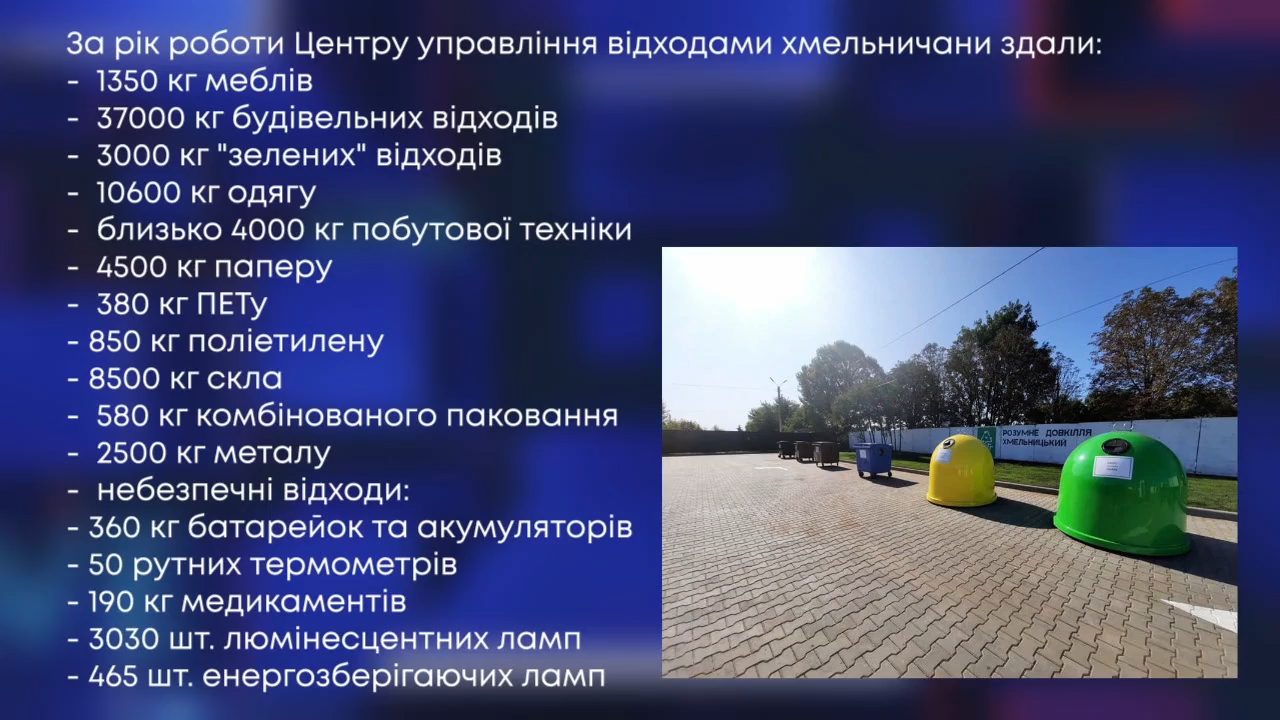 За рік роботи Центру управління відходами хмельничани здали:
- 1350 кг меблів
- 37000 кг будівельних відходів
- 3000 кг "зелених" відходів
- 10600 кг одягу
- близько 4000 кг побутової техніки
- 4500 кг паперу
- 380 кг ПЕТу
- 850 кг поліетилену
- 8500 кг скла
- 580 кг комбінованого паковання
- 2500 кг металу
- небезпечні відходи:
- 360 кг батарейок та акумуляторів
- 50 рутних термометрів
- 190 кг медикаментів
- 3030 шт. люмінесцентних ламп
- 465 шт. енергозберігаючих ламп
РОЗУМНЕ ДОВКІЛЛЯ
ХМЕЛЬНИЦЬКИЙ